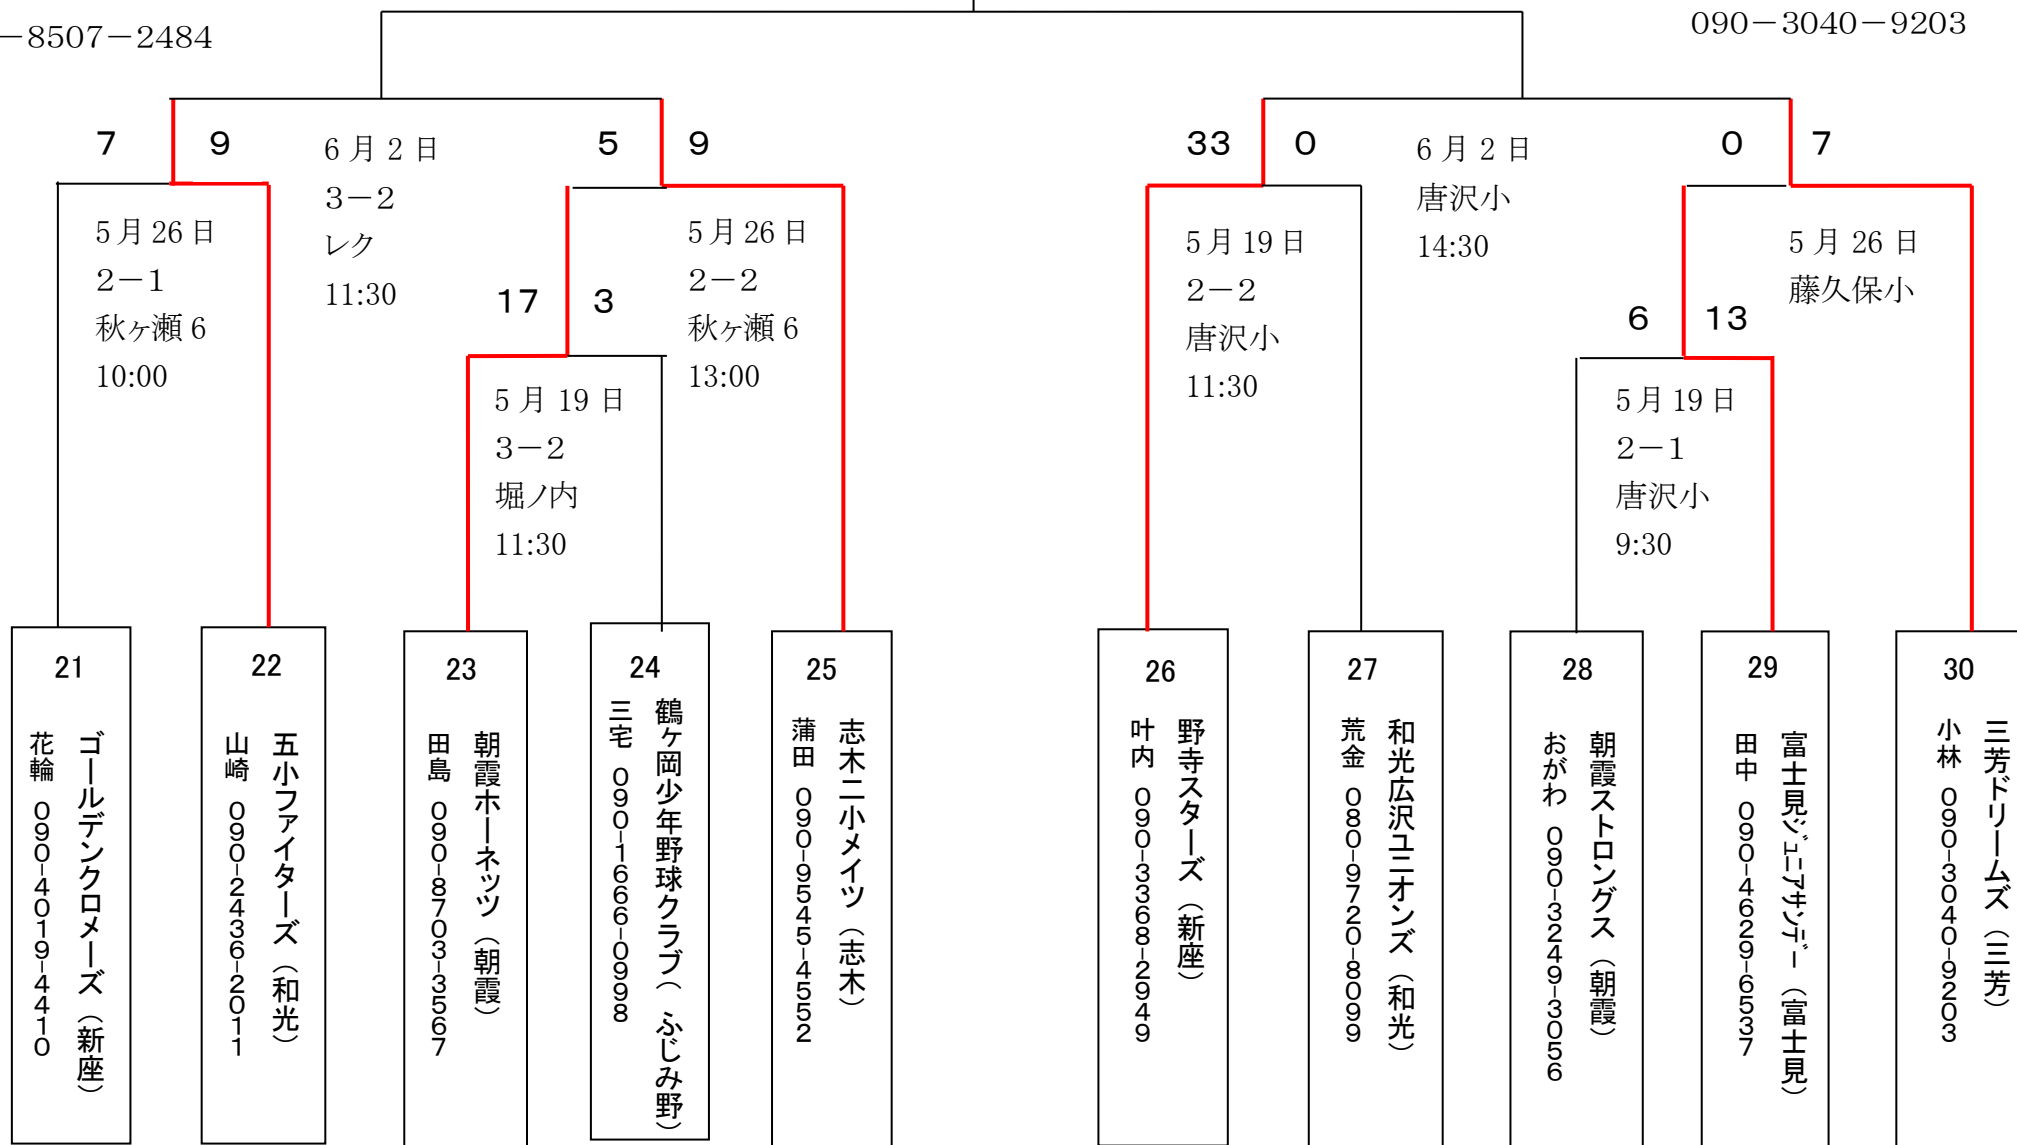 －8507－2484
090－3040－9203
7
9
6月2日
3－2
レク
11:30
5
9
33
0
6月2日
唐沢小
14:30
0
7
5月26日
2－1
秋ヶ瀬6
10:00
17
3
5月26日
2－2
秋ヶ瀬6
13:00
5月19日
2－2
唐沢小
11:30
6
13
5月26日
藤久保小
5月19日
3－2
堀ノ内
11:30
5月19日
2－1
唐沢小
9:30
21
ゴールデンクロメーズ（新座）
花輪 090-4019-4410
22
五小ファイターズ（和光）
山崎 090-2436-2011
23
朝霞ホーネッツ（朝霞）
田島 090-8703-3567
24
鶴ヶ岡少年野球クラブ（ ふじみ野）
三宅 090-1666-0998
25
志木二小メイツ（志木）
蒲田 090-9545-4552
26
野寺スターズ（新座）
叶内 090-3368-2949
27
和光広沢ユニオンズ（和光）
荒金 080-9720-8099
28
朝霞ストロングス（朝霞）
おがわ 090-3249-3056
29
富士見ｼﾞｭﾆｱｻﾝﾃﾞｰ（富士見）
田中 090-4629-6537
30
三芳ドリームズ（三芳）
小林 090-3040-9203